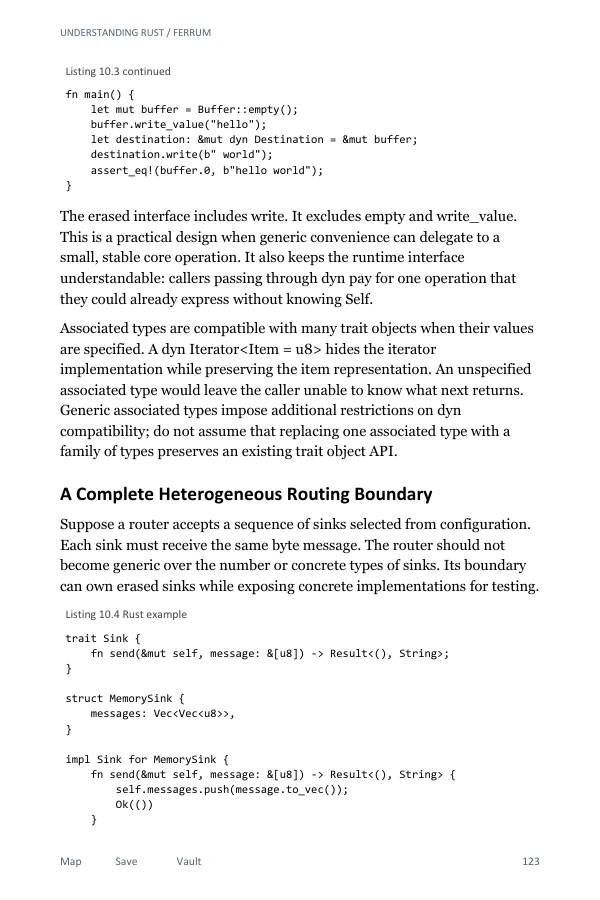 UNDERSTANDING RUST / FERRUM
Listing 10.3 continued
fn main() {
    let mut buffer = Buffer::empty();
    buffer.write_value("hello");
    let destination: &mut dyn Destination = &mut buffer;
    destination.write(b" world");
    assert_eq!(buffer.0, b"hello world");
}
The erased interface includes write. It excludes empty and write_value.
This is a practical design when generic convenience can delegate to a
small, stable core operation. It also keeps the runtime interface
understandable: callers passing through dyn pay for one operation that
they could already express without knowing Self.
Associated types are compatible with many trait objects when their values
are specified. A dyn Iterator<Item = u8> hides the iterator
implementation while preserving the item representation. An unspecified
associated type would leave the caller unable to know what next returns.
Generic associated types impose additional restrictions on dyn
compatibility; do not assume that replacing one associated type with a
family of types preserves an existing trait object API.
A Complete Heterogeneous Routing Boundary
Suppose a router accepts a sequence of sinks selected from configuration.
Each sink must receive the same byte message. The router should not
become generic over the number or concrete types of sinks. Its boundary
can own erased sinks while exposing concrete implementations for testing.
Listing 10.4 Rust example
trait Sink {
    fn send(&mut self, message: &[u8]) -> Result<(), String>;
}
struct MemorySink {
    messages: Vec<Vec<u8>>,
}
impl Sink for MemorySink {
    fn send(&mut self, message: &[u8]) -> Result<(), String> {
        self.messages.push(message.to_vec());
        Ok(())
    }
Map Save Vault 123